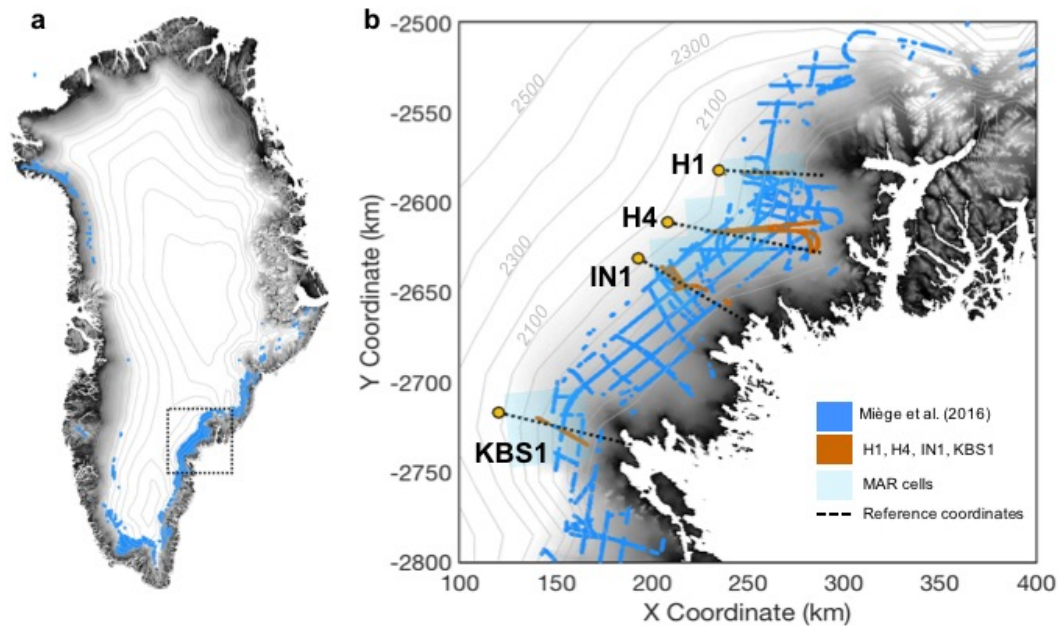 a
b
-2500
-2550
-2600
-2650
-2700
-2750
-2800
Y Coordinate (km)
100
150
200
250
300
350
400
X Coordinate (km)
2500
2300
2100
2300
2100
H1
H4
IN1
KBS1
Miège et al. (2016)
H1, H4, IN1, KBS1
MAR cells
Reference coordinates